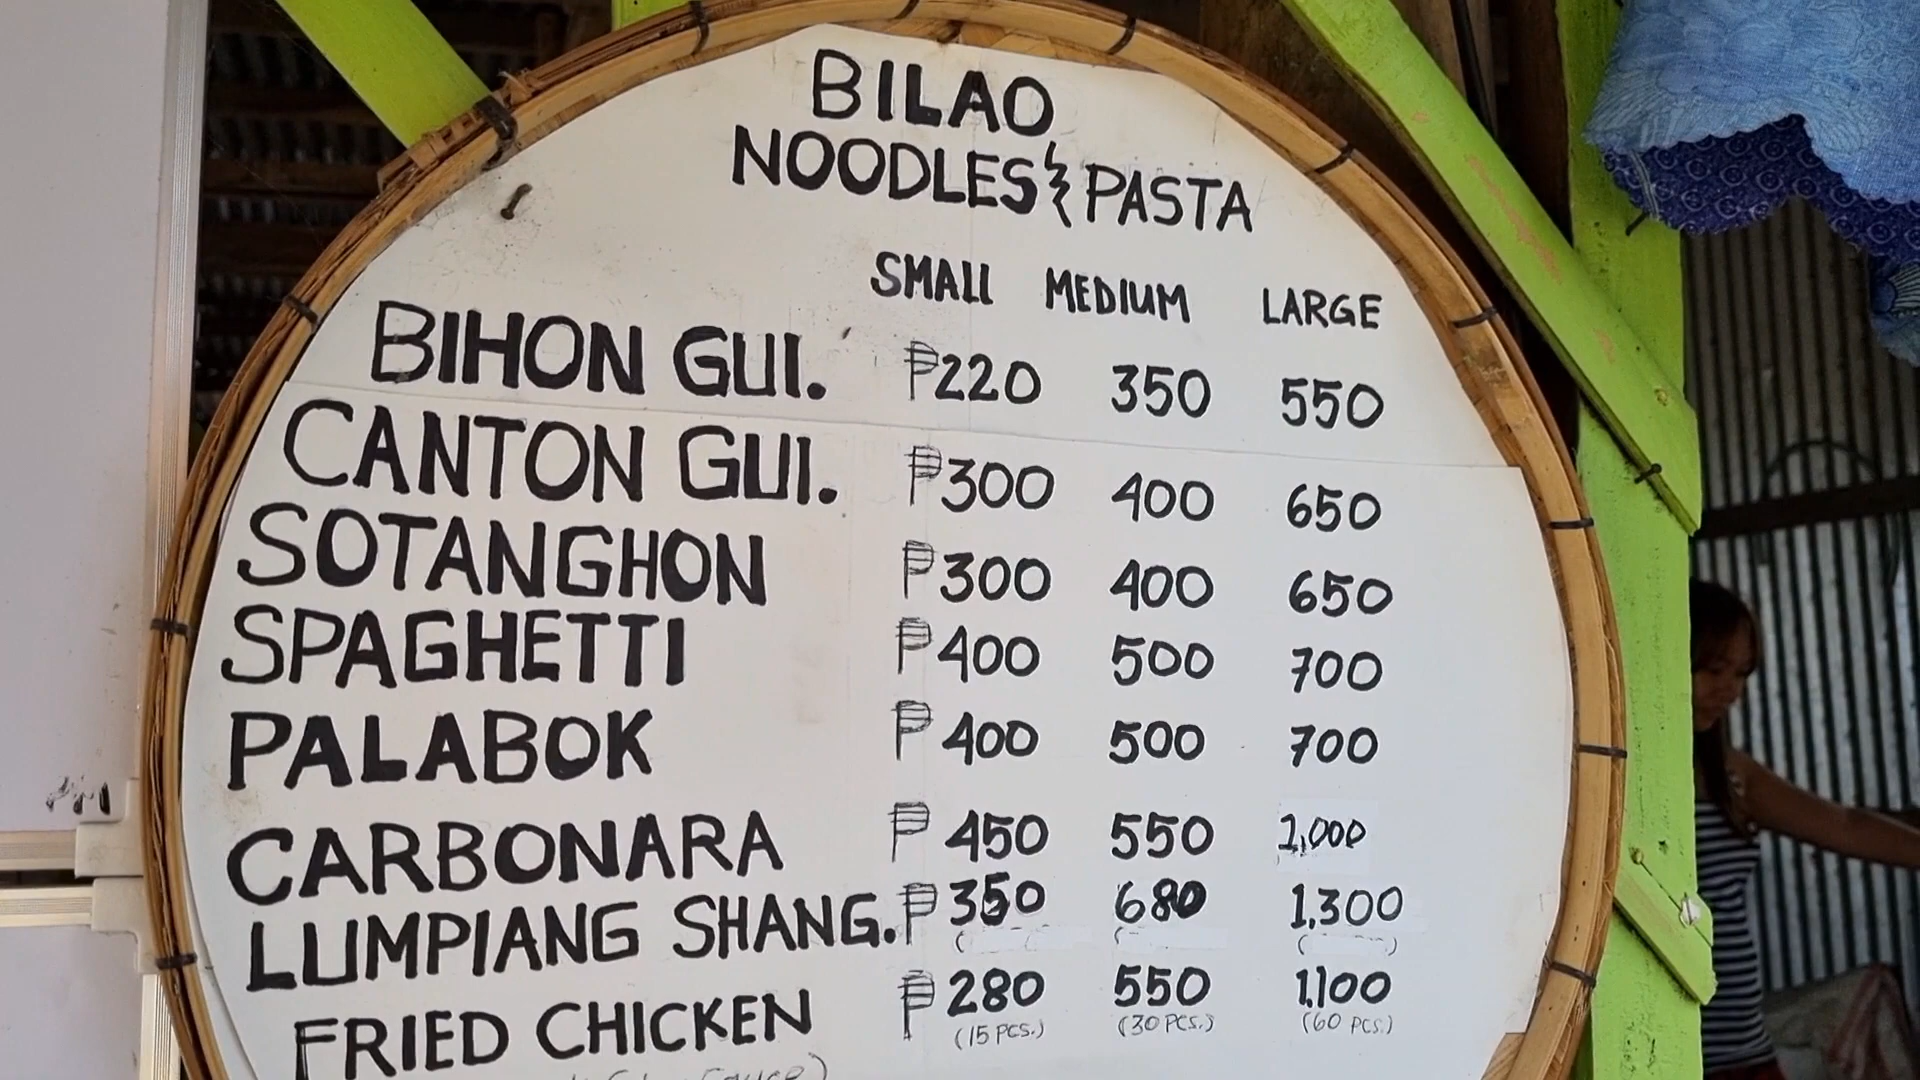 BILAO
NOODLES & PASTA
SMALL MEDIUM LARGE
BIHON GUI. ₱220 350 550
CANTON GUI. ₱300 400 650
SOTANGHON ₱300 400 650
SPAGHETTI ₱400 500 700
PALABOK ₱400 500 700
CARBONARA ₱450 550 1,000
LUMPIANG SHANG. ₱350 680 1,300
FRIED CHICKEN ₱280 550 1,100
(15 PCS.) (30 PCS.) (60 PCS.)